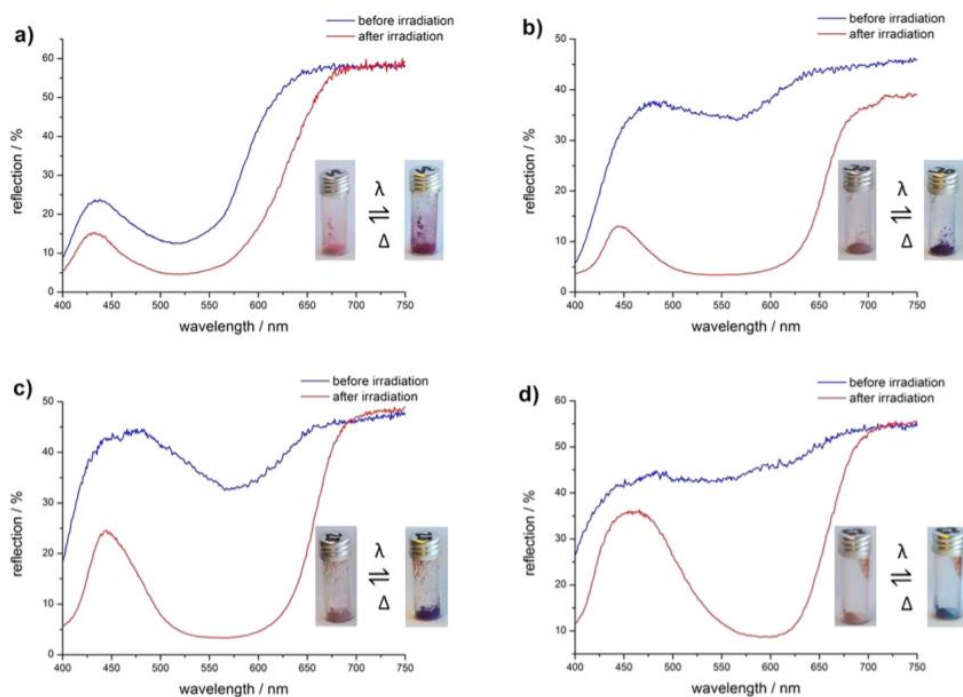 a)
before irradiation
after irradiation
reflection / %
60
50
40
30
20
10
0
400
450
500
550
600
650
700
750
wavelength / nm
λ
Δ
b)
before irradiation
after irradiation
reflection / %
50
40
30
20
10
0
400
450
500
550
600
650
700
750
wavelength / nm
λ
Δ
c)
before irradiation
after irradiation
reflection / %
50
40
30
20
10
0
400
450
500
550
600
650
700
750
wavelength / nm
λ
Δ
d)
before irradiation
after irradiation
reflection / %
60
50
40
30
20
10
400
450
500
550
600
650
700
750
wavelength / nm
λ
Δ